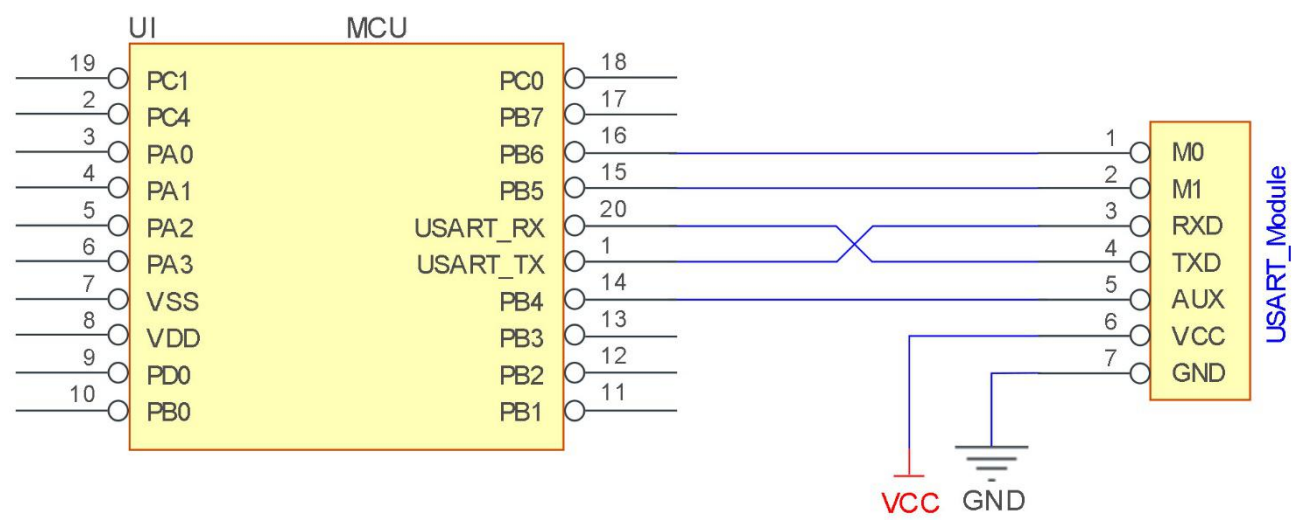 UI MCU
19 PC1 PC0 18
2 PC4 PB7 17
3 PA0 PB6 16 1 M0
4 PA1 PB5 15 2 M1
5 PA2 USART_RX 20 3 RXD
6 PA3 USART_TX 1 4 TXD
7 VSS PB4 14 5 AUX
8 VDD PB3 13 6 VCC
9 PD0 PB2 12 7 GND
10 PB0 PB1 11
USART_Module
VCC GND